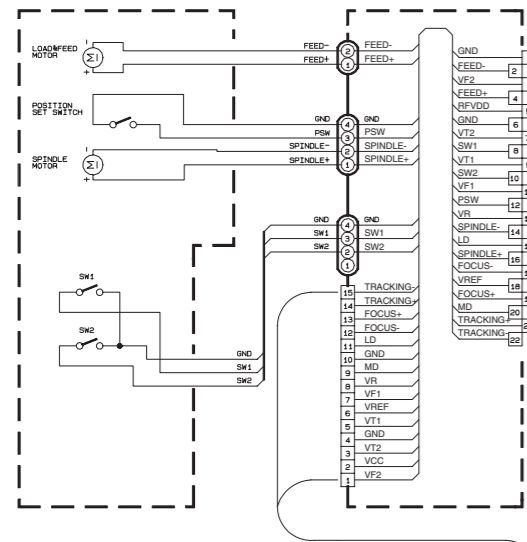 LOAD&FEED
MOTOR
POSITION
SET SWITCH
SPINDLE
MOTOR
SW1
SW2
FEED- 2 FEED-
FEED+ 1 FEED+
GND 4 GND
PSW 3 PSW
SPINDLE- 2 SPINDLE-
SPINDLE+ 1 SPINDLE+
GND 4 GND
SW1 3 SW1
SW2 2 SW2
1
GND
SW1
SW2
15 TRACKING-
14 TRACKING+
13 FOCUS+
12 FOCUS-
11 LD
10 GND
9 MD
8 VR
7 VF1
6 VREF
5 VT1
4 GND
3 VT2
2 VCC
1 VF2
GND
FEED- 2
VF2
FEED+ 4
RFVDD
GND 6
VT2
SW1 8
VT1
SW2 10
VF1
PSW 12
VR
SPINDLE- 14
LD
SPINDLE+ 16
FOCUS-
VREF 18
FOCUS+
MD 20
TRACKING+
TRACKING- 22